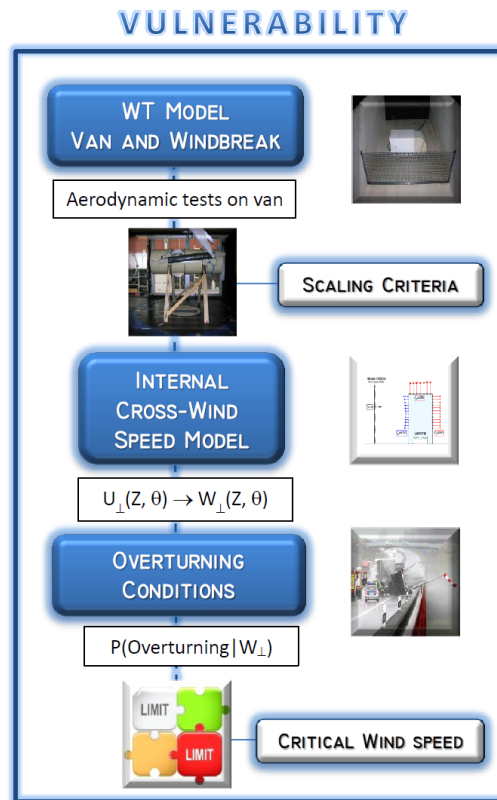 VULNERABILITY
WT MODEL
VAN AND WINDBREAK
Aerodynamic tests on van
SCALING CRITERIA
INTERNAL
CROSS-WIND
SPEED MODEL
U⊥(Z, θ) → W⊥(Z, θ)
OVERTURNING
CONDITIONS
P(Overturning|W⊥)
LIMIT
LIMIT
CRITICAL WIND SPEED